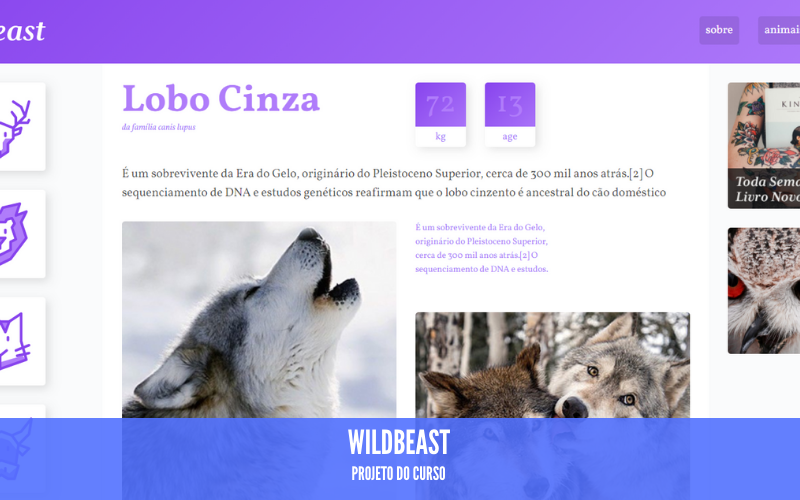 east
sobre
animai
Lobo Cinza
da família canis lupus
72
kg
13
age
É um sobrevivente da Era do Gelo, originário do Pleistoceno Superior, cerca de 300 mil anos atrás.[2] O
sequenciamento de DNA e estudos genéticos reafirmam que o lobo cinzento é ancestral do cão doméstico
É um sobrevivente da Era do Gelo,
originário do Pleistoceno Superior,
cerca de 300 mil anos atrás.[2] O
sequenciamento de DNA e estudos.
KIN
Toda Sema
Livro Novo
WILDBEAST
PROJETO DO CURSO